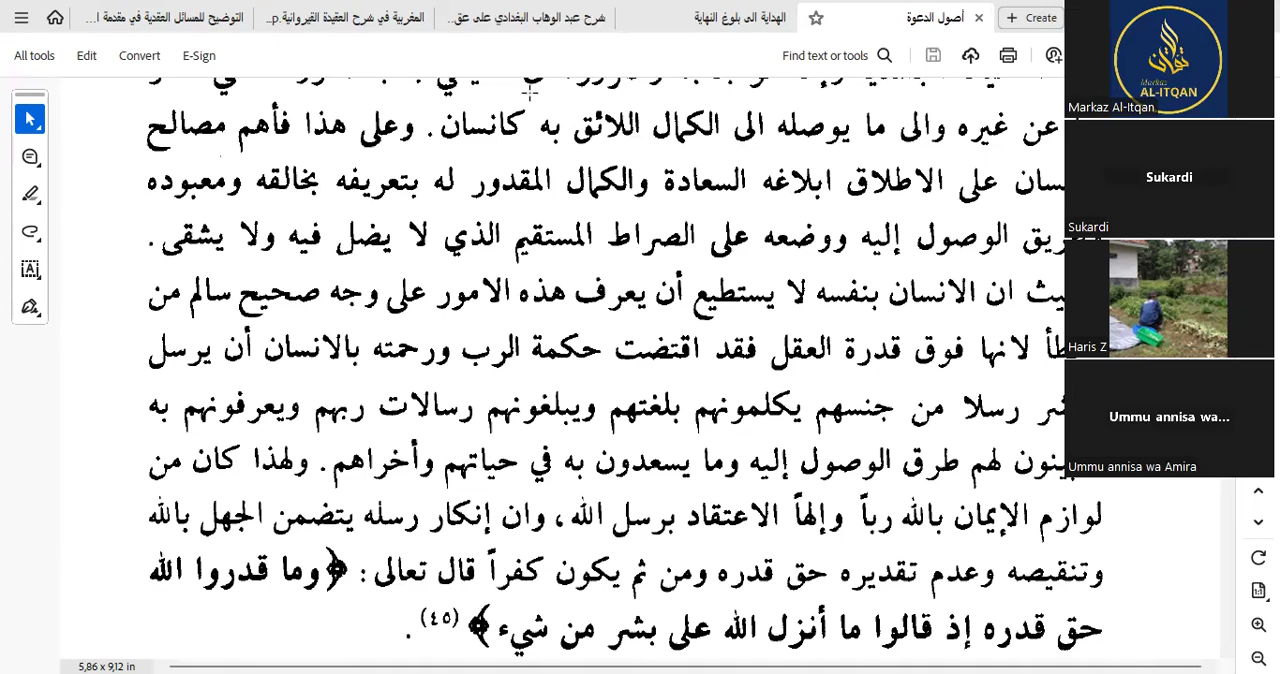 التوضيح للمسائل العقدية في مقدمة ا...
المغربية في شرح العقيدة القيروانية.p...
شرح عبد الوهاب البغدادي على عق...
الهداية الى بلوغ النهاية
أصول الدعوة
Create
All tools
Edit
Convert
E-Sign
Find text or tools
عن غيره والى ما يوصله الى الكمال اللائق به كانسان. وعلى هذا فأهم مصالح
على الاطلاق ابلاغه السعادة والكمال المقدور له بتعريفه بخالقه ومعبوده
الوصول إليه ووضعه على الصراط المستقيم الذي لا يضل فيه ولا يشقى.
ان الانسان بنفسه لا يستطيع أن يعرف هذه الامور على وجه صحيح سالم من
لانها فوق قدرة العقل فقد اقتضت حكمة الرب ورحمته بالانسان أن يرسل
رسلا من جنسهم يكلمونهم بلغتهم ويبلغونهم رسالات ربهم ويعرفونهم به
لهم طرق الوصول إليه وما يسعدون به في حياتهم وأخراهم. ولهذا كان من
لوازم الإيمان بالله رباً وإلهاً الاعتقاد برسل الله، وان إنكار رسله يتضمن الجهل بالله
وتنقيصه وعدم تقديره حق قدره ومن ثم يكون كفراً قال تعالى: ﴿وما قدروا الله
حق قدره إذ قالوا ما أنزل الله على بشر من شيء﴾ (٤٥).
5,86 x 9,12 in
Markaz
AL-ITQAN
Markaz Al-Itqan
Sukardi
Sukardi
Haris Z
Ummu annisa wa...
Ummu annisa wa Amira